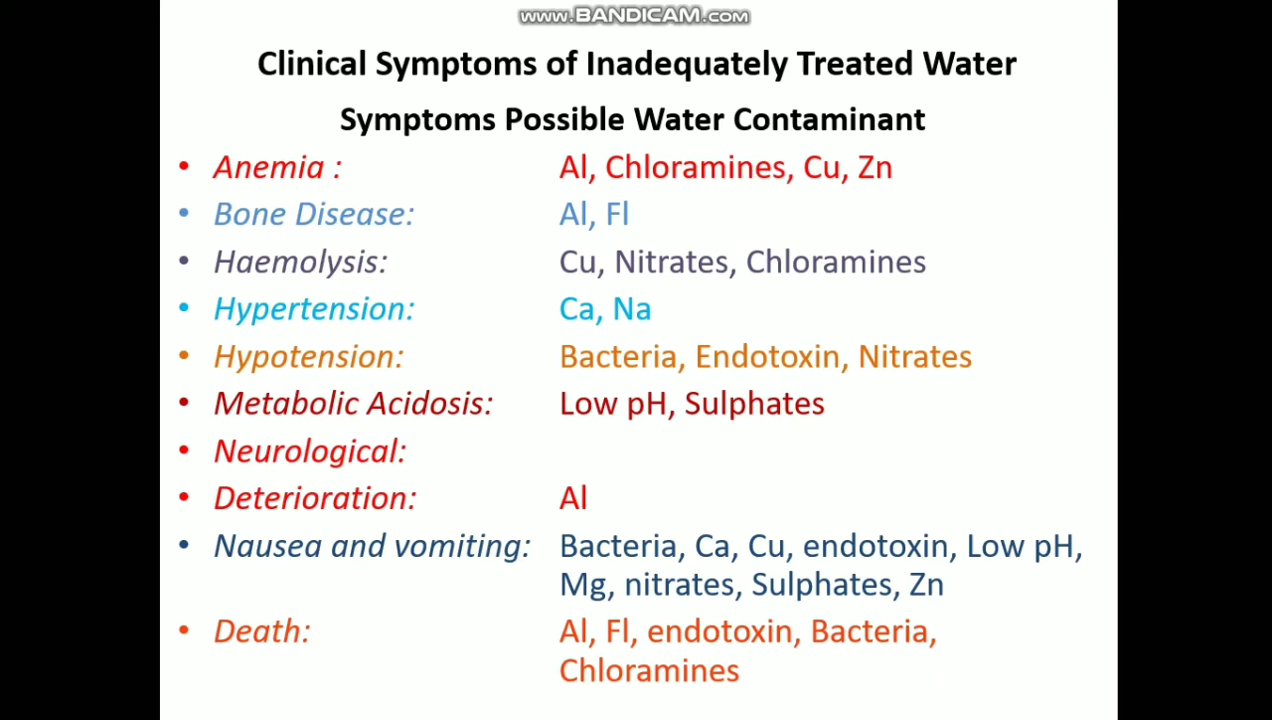 www.BANDICAM.com
Clinical Symptoms of Inadequately Treated Water
Symptoms Possible Water Contaminant
• Anemia : Al, Chloramines, Cu, Zn
• Bone Disease: Al, Fl
• Haemolysis: Cu, Nitrates, Chloramines
• Hypertension: Ca, Na
• Hypotension: Bacteria, Endotoxin, Nitrates
• Metabolic Acidosis: Low pH, Sulphates
• Neurological:
• Deterioration: Al
• Nausea and vomiting: Bacteria, Ca, Cu, endotoxin, Low pH,
Mg, nitrates, Sulphates, Zn
• Death: Al, Fl, endotoxin, Bacteria,
Chloramines